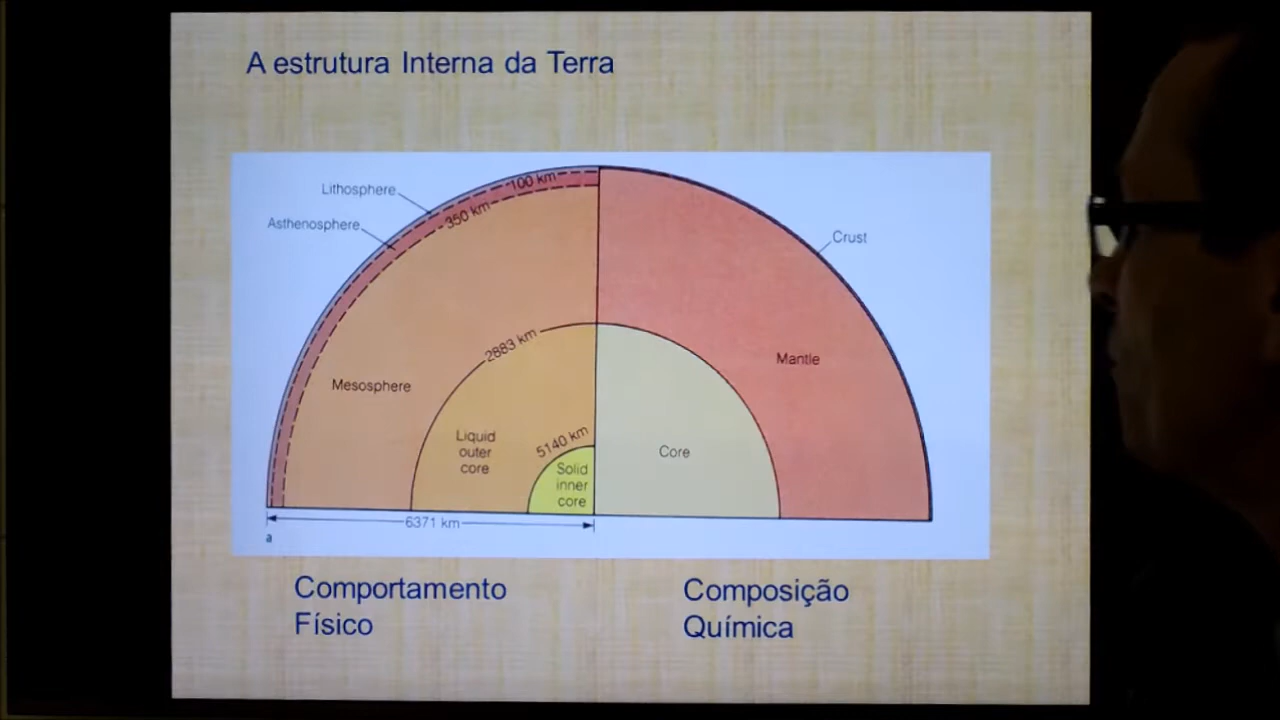 A estrutura Interna da Terra
Lithosphere
100 km
Asthenosphere
350 km
Crust
2883 km
Mantle
Mesosphere
Liquid
outer
core
5140 km
Core
Solid
inner
core
6371 km
a
Comportamento
Físico
Composição
Química